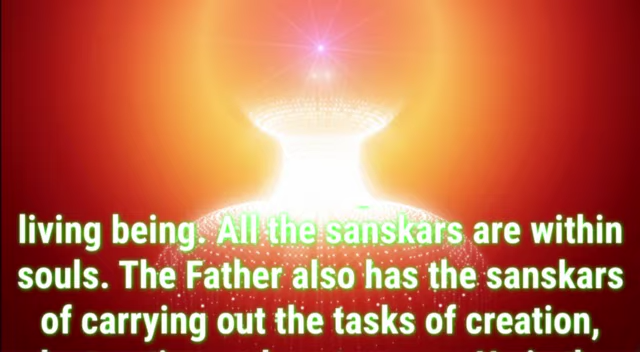 living being. All the sanskars are within
souls. The Father also has the sanskars
of carrying out the tasks of creation,